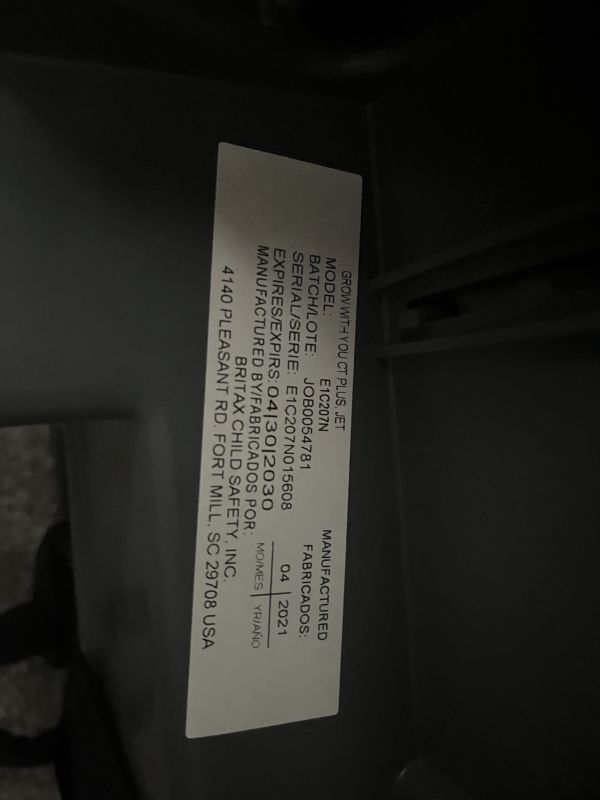 GROW WITH YOU CT PLUS, JET
MODEL: E1C207N
BATCH/LOTE: JOB0054781
SERIAL/SERIE: E1C207N015608
EXPIRES/EXPIRS: 04|30|2030
MANUFACTURED BY/FABRICADOS POR:
BRITAX CHILD SAFETY, INC.
4140 PLEASANT RD. FORT MILL, SC 29708 USA
MANUFACTURED
FABRICADOS:
04 | 2021
MO/MES | YR/AÑO